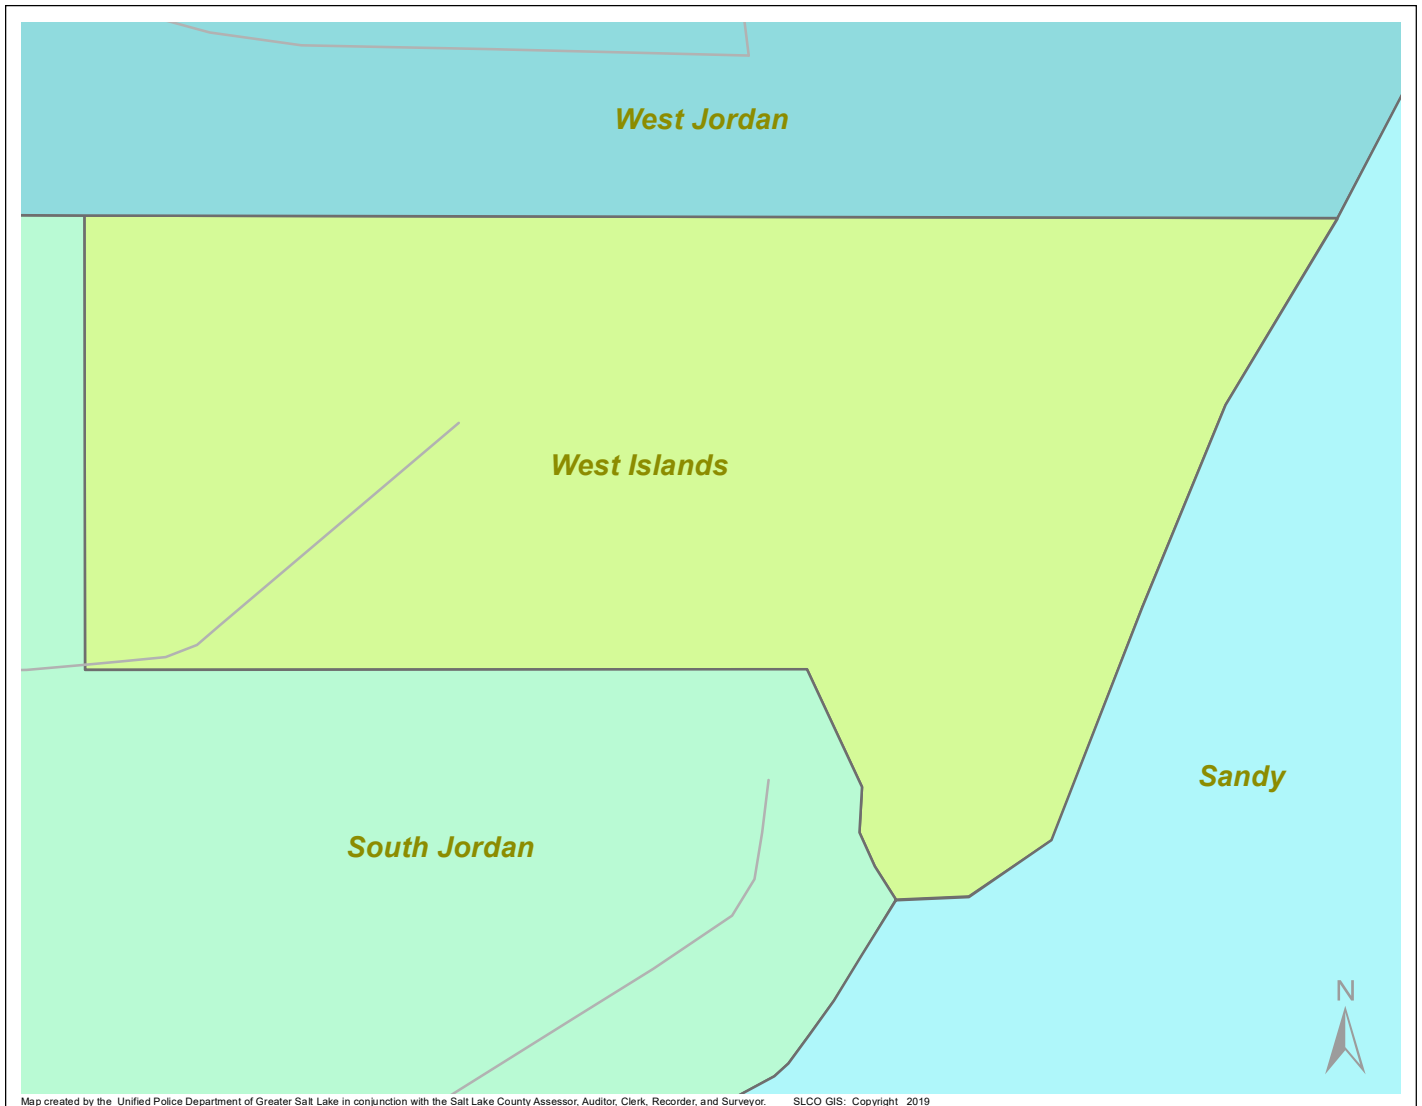 West Jordan
West Islands
Sandy
South Jordan
N
Map created by the Unified Police Department of Greater Salt Lake in conjunction with the Salt Lake County Assessor, Auditor, Clerk, Recorder, and Surveyor. SLCO GIS: Copyright 2019